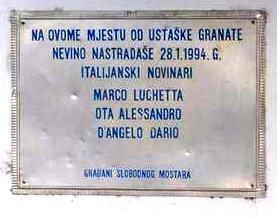 NA OVOME MJESTU OD USTAŠKE GRANATE
NEVINO NASTRADAŠE 28.1.1994. G.
ITALIJANSKI NOVINARI
MARCO LUCHETTA
OTA ALESSANDRO
D'ANGELO DARIO
GRAĐANI SLOBODNOG MOSTARA